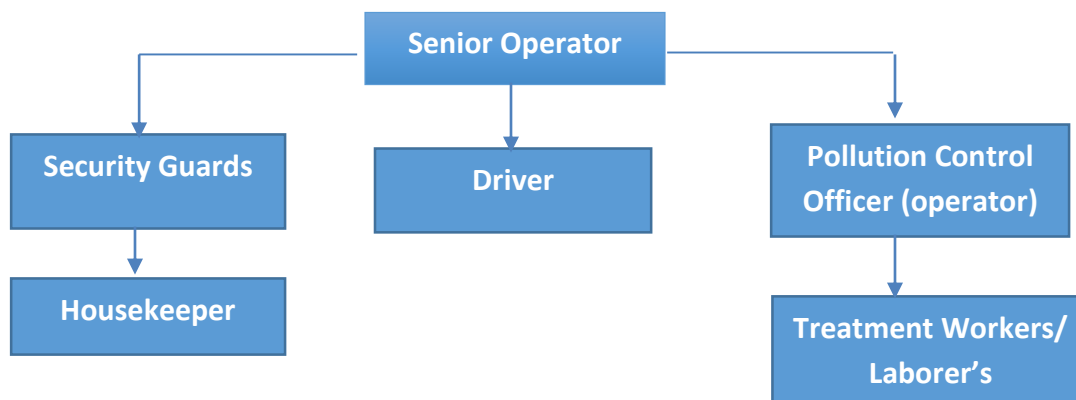 Senior Operator
Security Guards
Driver
Pollution Control
Officer (operator)
Housekeeper
Treatment Workers/
Laborer’s